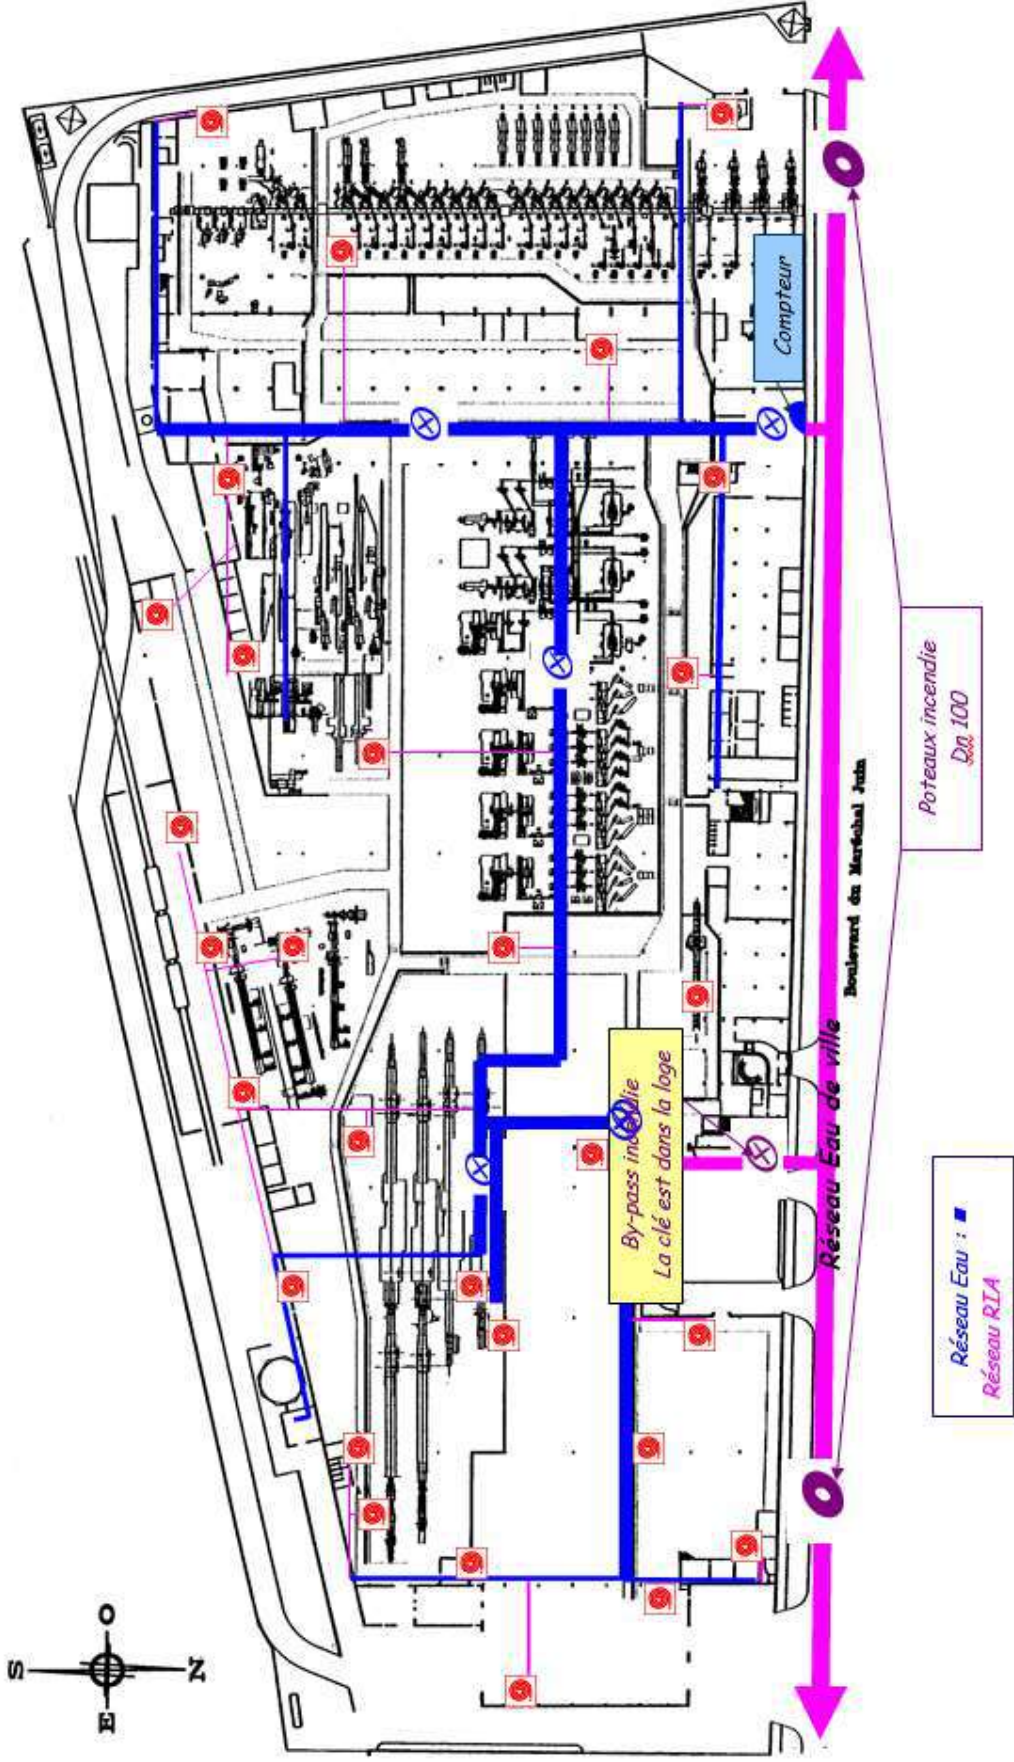 Compteur
Poteaux incendie
Dn 100
Boulevard du Maréchal Juin
Réseau Eau de ville
By-pass incendie
La clé est dans la loge
Réseau Eau :
Réseau RIA
S
O
N
E